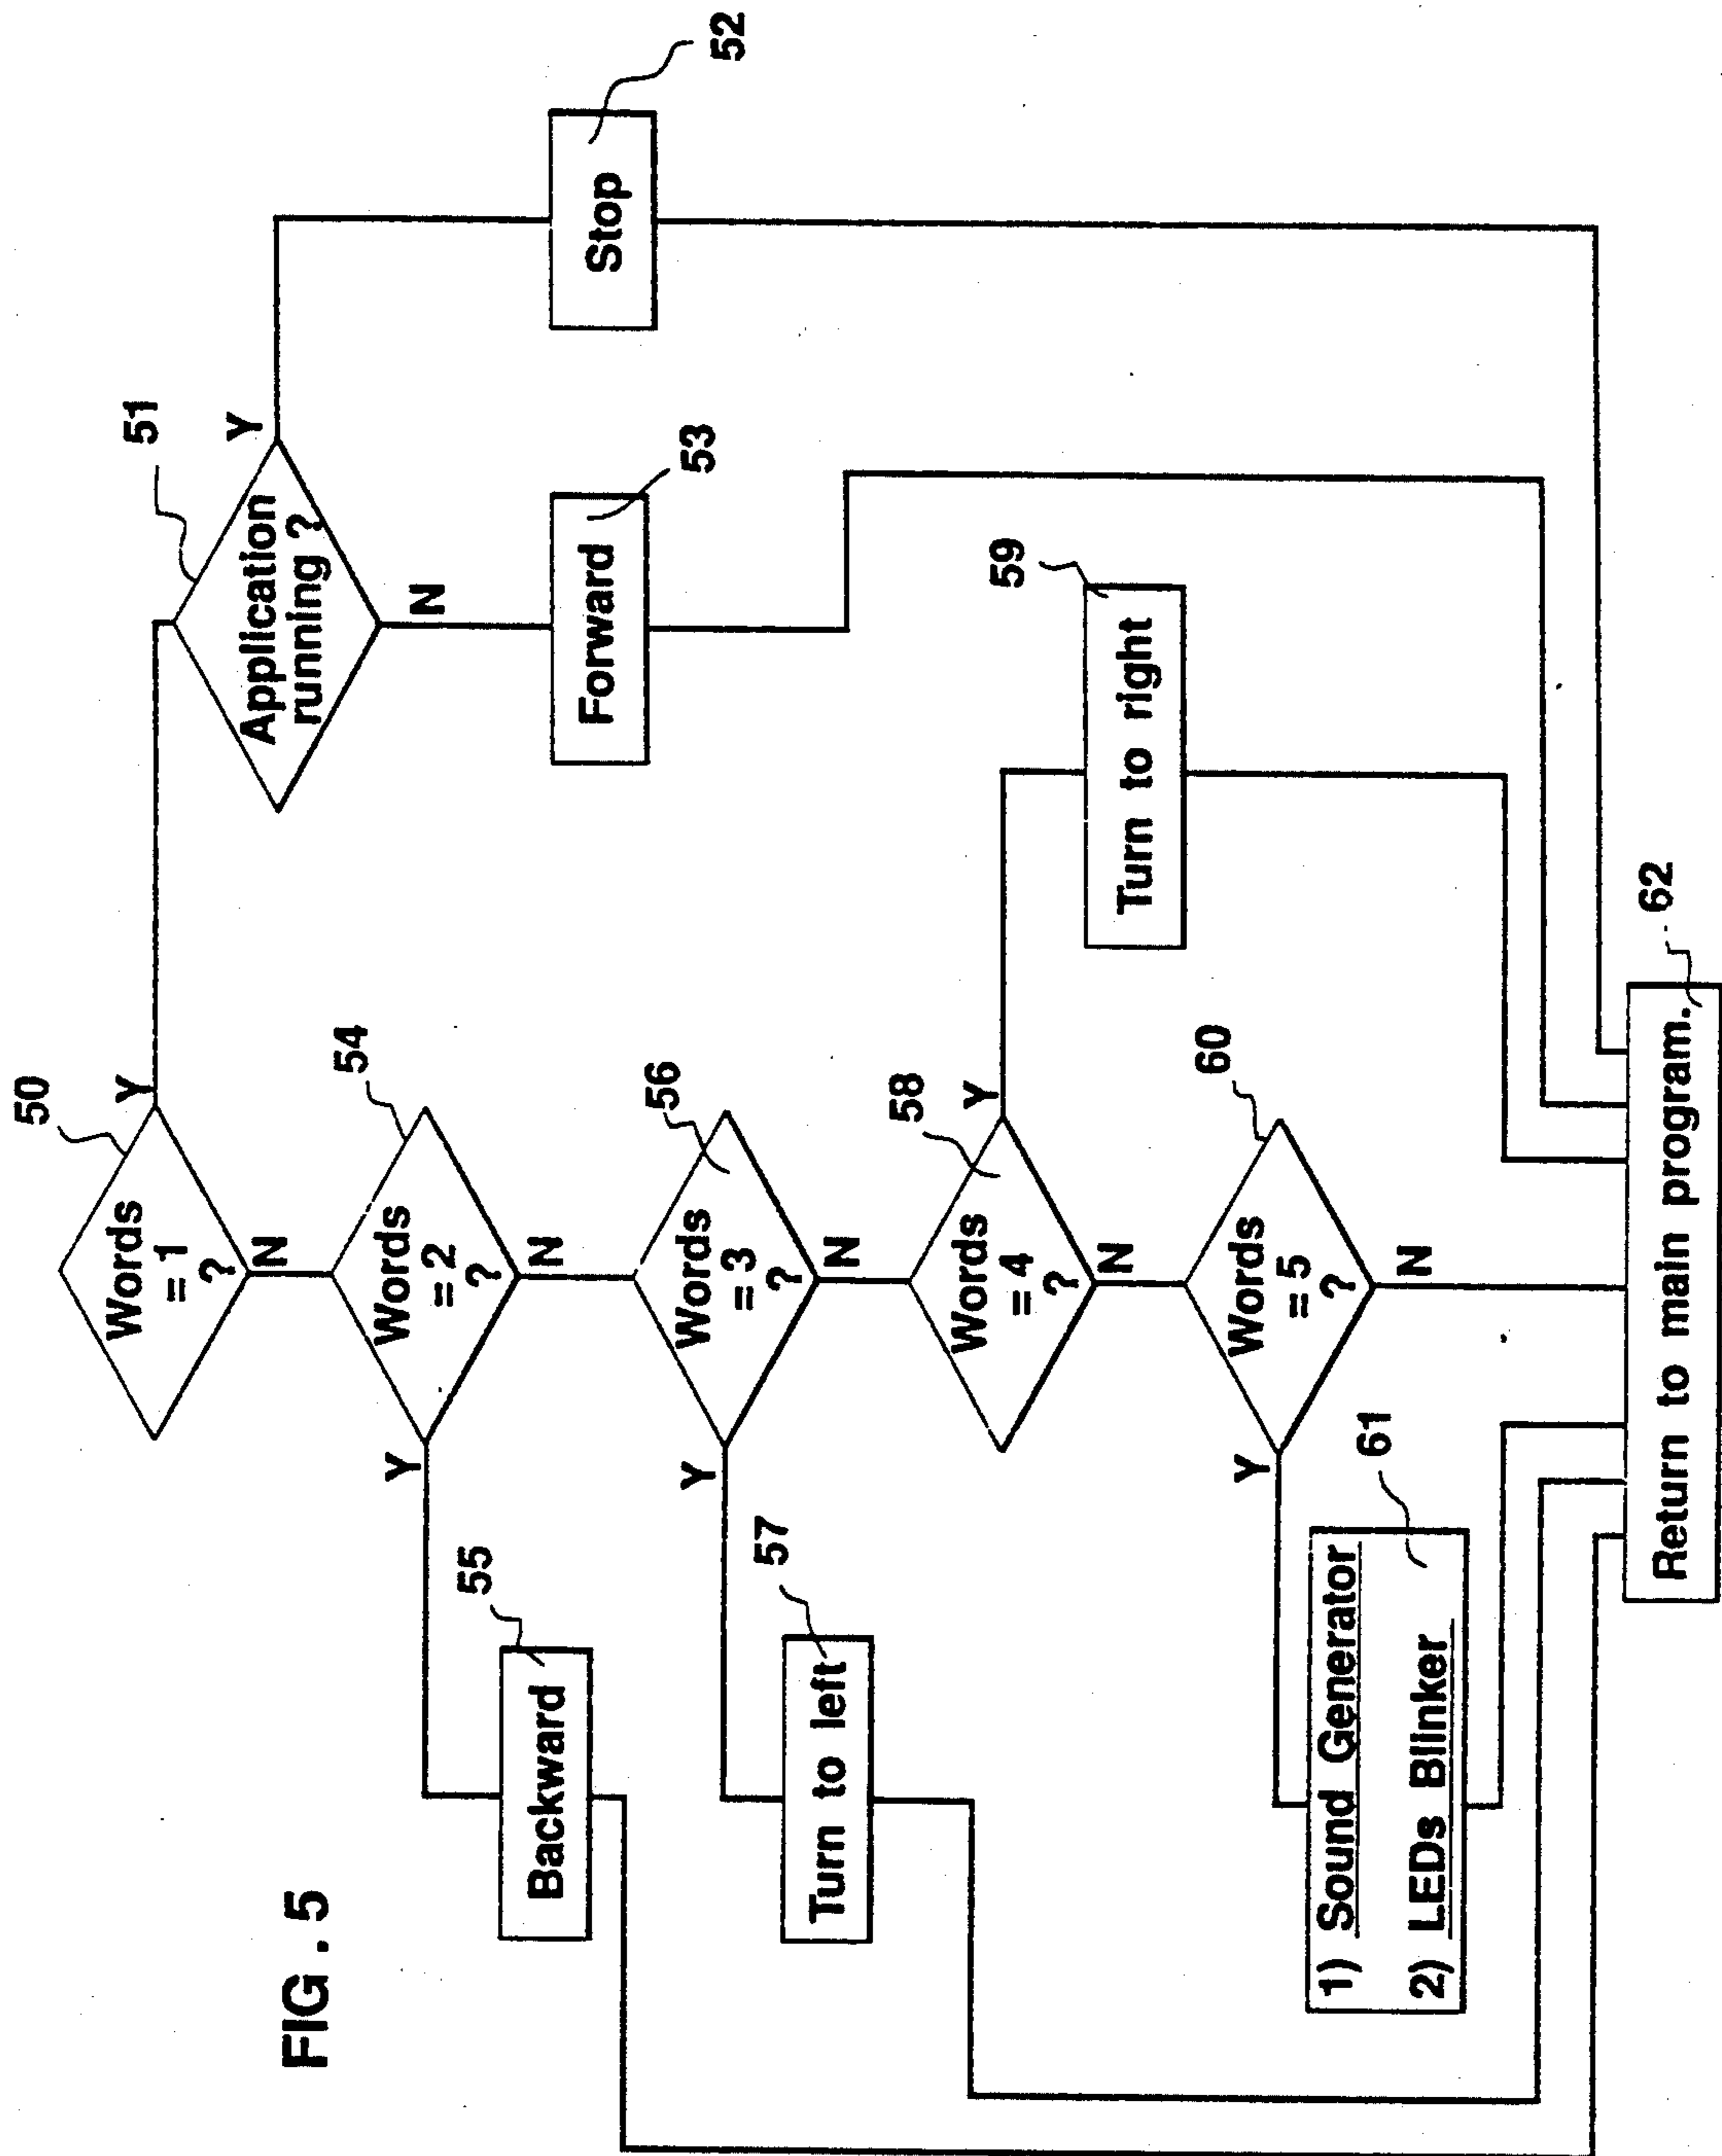 FIG. 5
50
Words
= 1
?
Y
N
51
Application
running ?
Y
N
52
Stop
53
Forward
54
Words
= 2
?
Y
N
55
Backward
56
Words
= 3
?
Y
N
57
Turn to left
58
Words
= 4
?
Y
N
59
Turn to right
60
Words
= 5
?
Y
N
61
1) Sound Generator
2) LEDs Blinker
62
Return to main program.